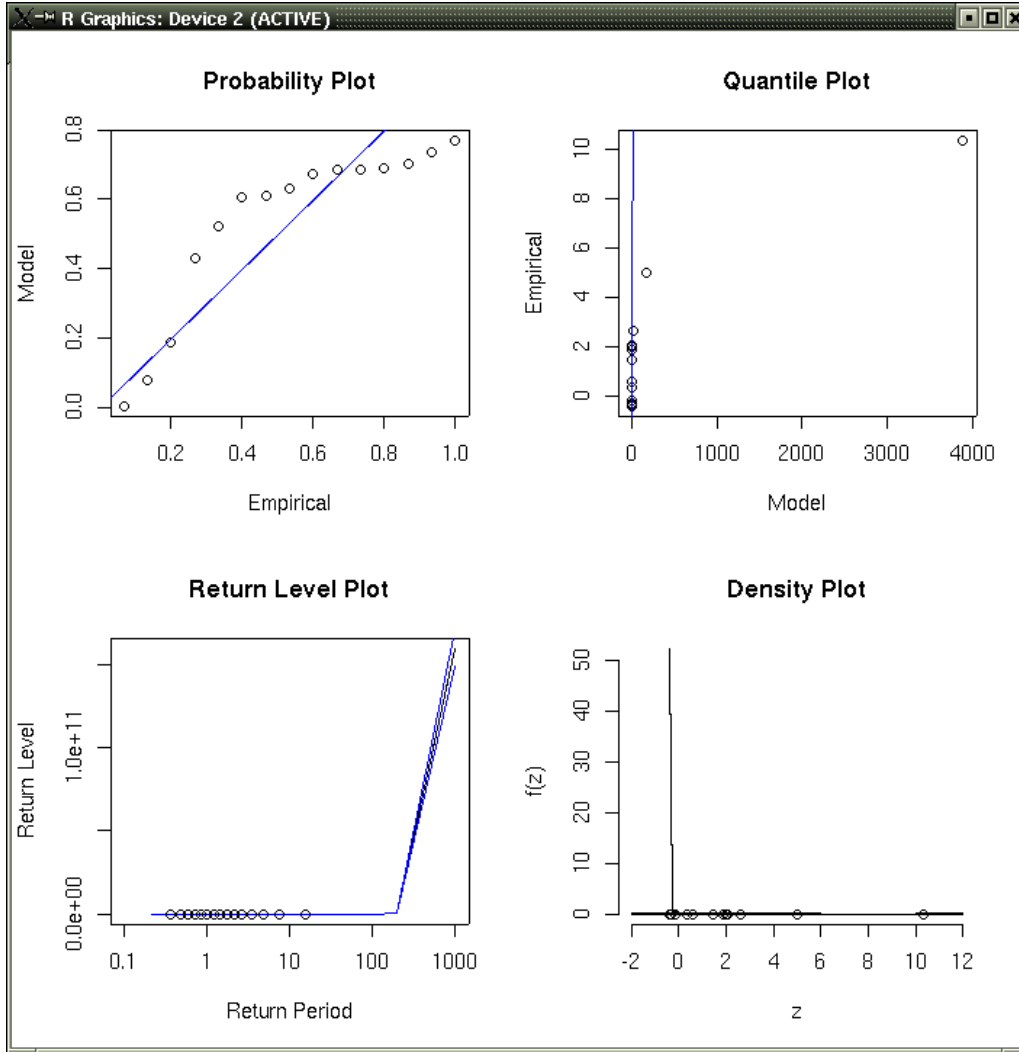 R Graphics: Device 2 (ACTIVE)
Probability Plot
Model
0.0 0.2 0.4 0.6 0.8
0.2 0.4 0.6 0.8 1.0
Empirical
Quantile Plot
Empirical
0 2 4 6 8 10
0 1000 2000 3000 4000
Model
Return Level Plot
Return Level
0.0e+00 1.0e+11
0.1 1 10 100 1000
Return Period
Density Plot
f(z)
0 10 20 30 40 50
-2 0 2 4 6 8 10 12
z